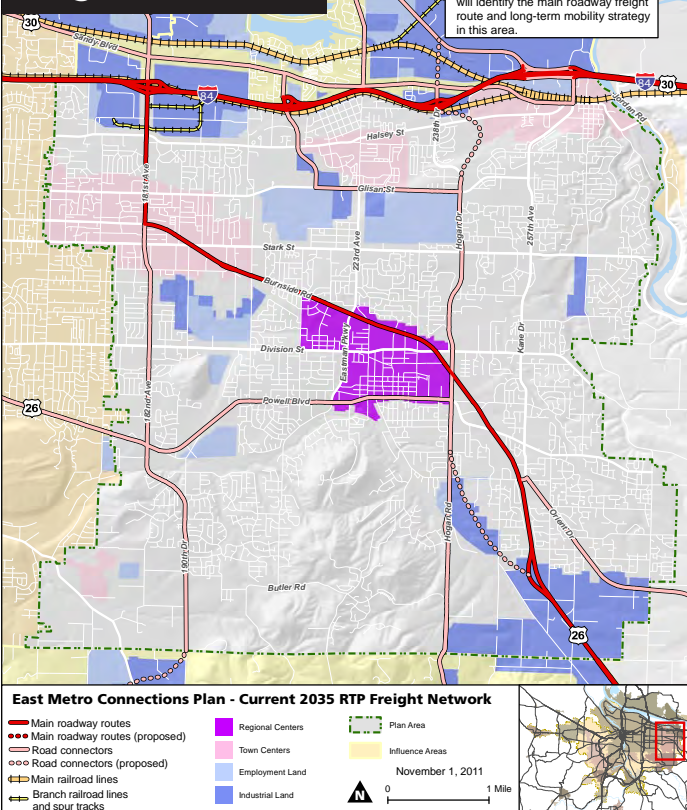 will identify the main roadway freight
route and long-term mobility strategy
in this area.
30
Sandy Blvd
84
84
30
Jordan Rd
238th Dr
Halsey St
181st Ave
Glisan St
Hogan Dr
257th Ave
223rd Ave
Stark St
Burnside Rd
Kane Dr
Division St
Eastman Pkwy
26
182nd Ave
Powell Blvd
Hogan Rd
Orient Dr
190th Dr
Butler Rd
26
East Metro Connections Plan - Current 2035 RTP Freight Network
Main roadway routes
Main roadway routes (proposed)
Road connectors
Road connectors (proposed)
Main railroad lines
Branch railroad lines
and spur tracks
Regional Centers
Town Centers
Employment Land
Industrial Land
Plan Area
Influence Areas
November 1, 2011
N
0
1 Mile